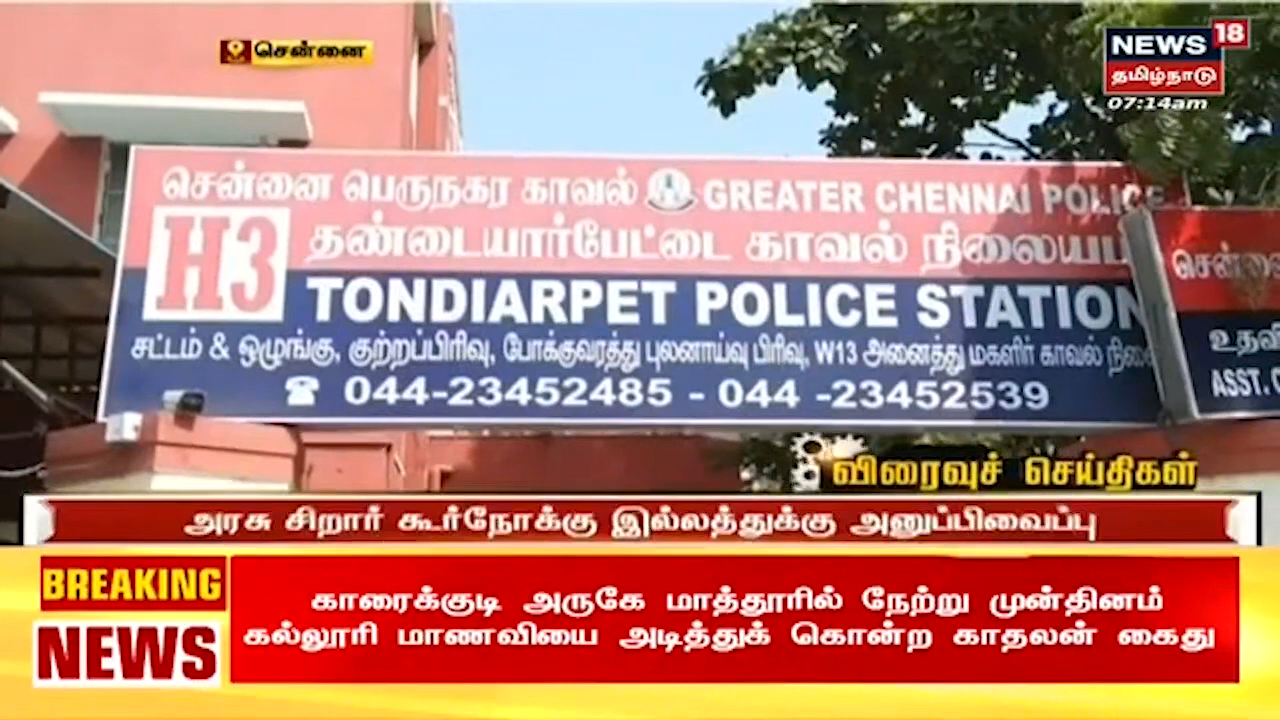 சென்னை
NEWS 18
தமிழ்நாடு
07:14am
சென்னை பெருநகர காவல் GREATER CHENNAI POLICE
H3
தண்டையார்பேட்டை காவல்
TONDIARPET POLICE STATION
சட்டம் & ஒழுங்கு, குற்றப்பிரிவு, போக்குவரத்து புலனாய்வு பிரிவு, W13 அனைத்து மகளிர் காவல்
044-23452485 - 044 -23452539
சென்னை
ASST.
விரைவுச் செய்திகள்
அரசு சிறார் கூர்நோக்கு இல்லத்துக்கு அனுப்பிவைப்பு
BREAKING
NEWS
காரைக்குடி அருகே மாத்தூரில் நேற்று முன்தினம்
கல்லூரி மாணவியை அடித்துக் கொன்ற காதலன் கைது